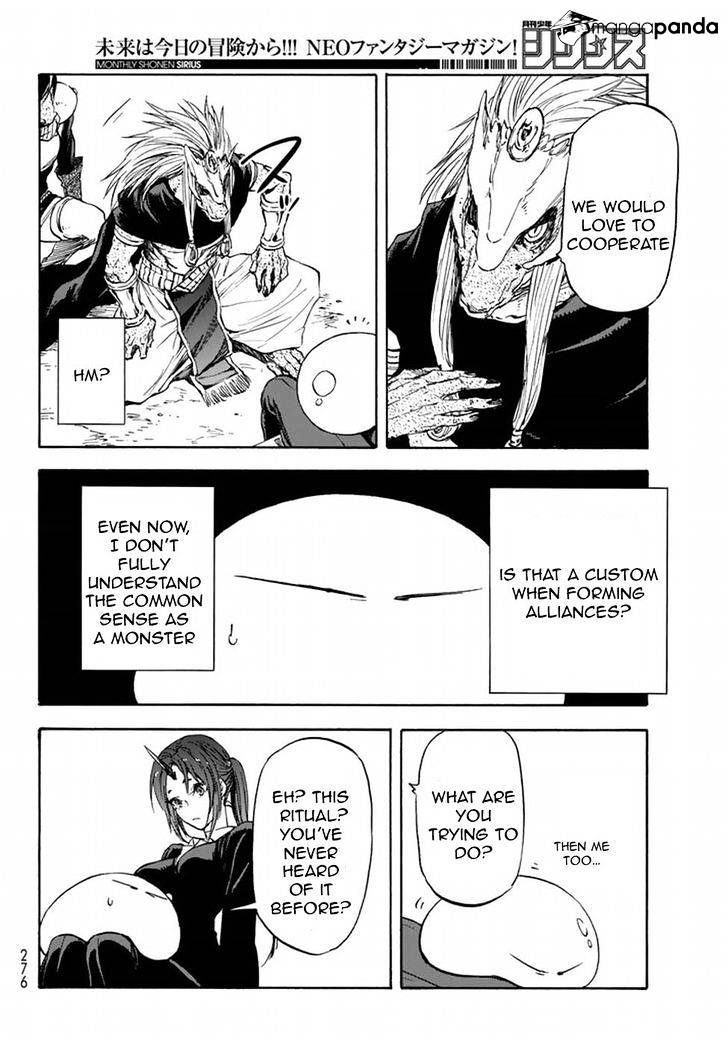 未来は今日の冒険から!!! NEOファンタジーマガジン!
MONTHLY SHONEN SIRIUS
月刊少年
シリウス
mangapanda
WE WOULD
LOVE TO
COOPERATE
HM?
IS THAT A CUSTOM
WHEN FORMING
ALLIANCES?
EVEN NOW,
I DON'T
FULLY
UNDERSTAND
THE COMMON
SENSE AS
A MONSTER
THEN ME
TOO...
WHAT ARE
YOU
TRYING TO
DO?
EH? THIS
RITUAL?
YOU'VE
NEVER
HEARD
OF IT
BEFORE?
276